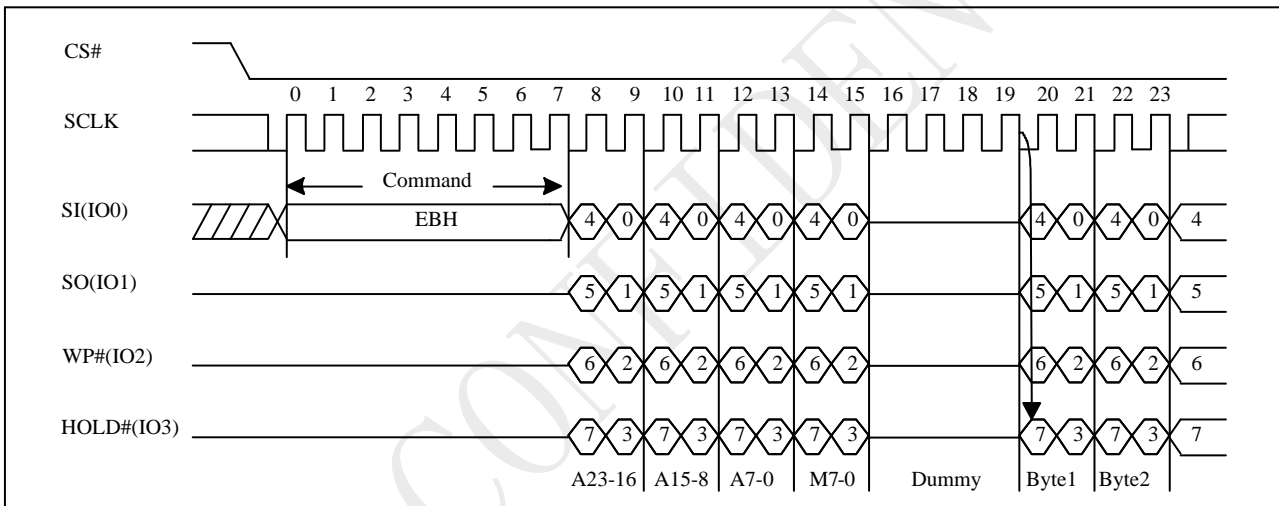 CS#
0 1 2 3 4 5 6 7 8 9 10 11 12 13 14 15 16 17 18 19 20 21 22 23
SCLK
Command
SI(IO0) EBH 4 0 4 0 4 0 4 0 4 0 4 0 4
SO(IO1) 5 1 5 1 5 1 5 1 5 1 5 1 5
WP#(IO2) 6 2 6 2 6 2 6 2 6 2 6 2 6
HOLD#(IO3) 7 3 7 3 7 3 7 3 7 3 7 3 7
A23-16 A15-8 A7-0 M7-0 Dummy Byte1 Byte2
CONFIDEN